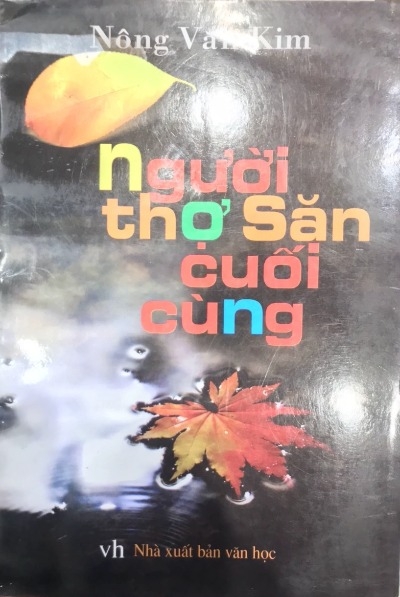 Nông Văn Kim
người
thợ Săn
cuối
cùng
vh Nhà xuất bản văn học